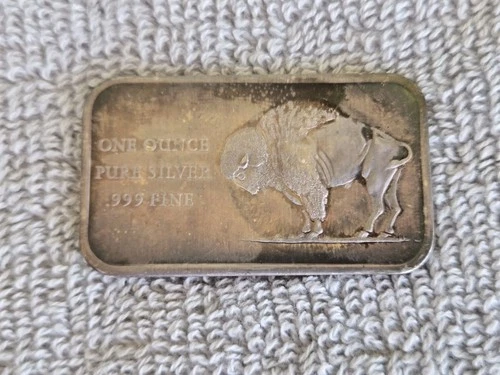 ONE OUNCE
PURE SILVER
.999 FINE